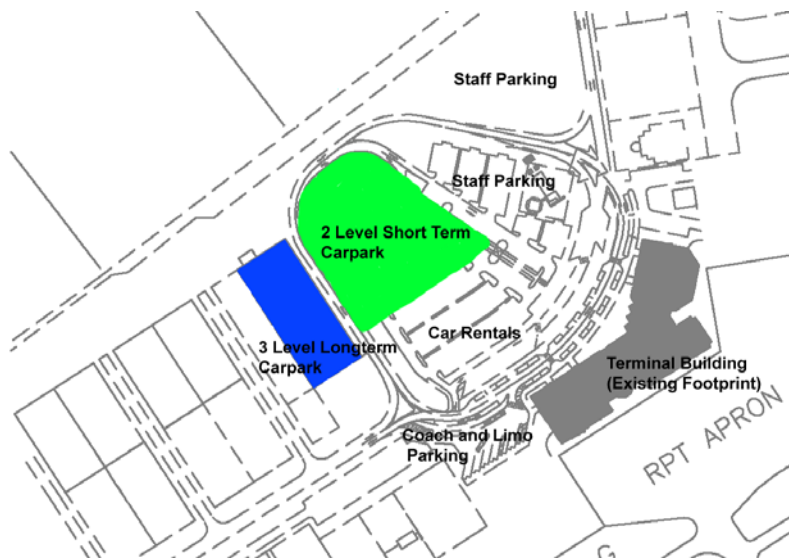 Staff Parking
Staff Parking
2 Level Short Term
Carpark
3 Level Longterm
Carpark
Car Rentals
Terminal Building
(Existing Footprint)
Coach and Limo
Parking
RPT APRON
G